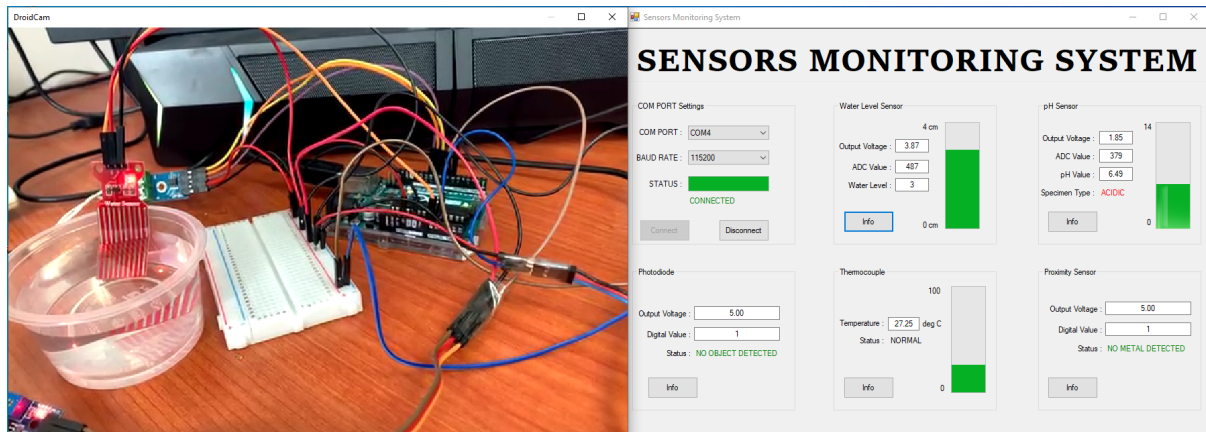 DroidCam
Water Sensor
Sensors Monitoring System
SENSORS MONITORING SYSTEM
COM PORT Settings
COM PORT : COM4
BAUD RATE : 115200
STATUS :
CONNECTED
Connect Disconnect
Water Level Sensor
4 cm
Output Voltage : 3.87
ADC Value : 487
Water Level : 3
Info
0 cm
pH Sensor
14
Output Voltage : 1.85
ADC Value : 379
pH Value : 6.49
Specimen Type : ACIDIC
Info
0
Photodiode
Output Voltage : 5.00
Digital Value : 1
Status : NO OBJECT DETECTED
Info
Thermocouple
100
Temperature : 27.25 deg C
Status : NORMAL
Info
0
Proximity Sensor
Output Voltage : 5.00
Digital Value : 1
Status : NO METAL DETECTED
Info